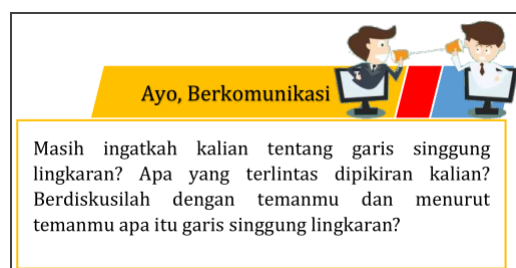 Ayo, Berkomunikasi
Masih ingatkah kalian tentang garis singgung
lingkaran? Apa yang terlintas dipikiran kalian?
Berdiskusilah dengan temanmu dan menurut
temanmu apa itu garis singgung lingkaran?